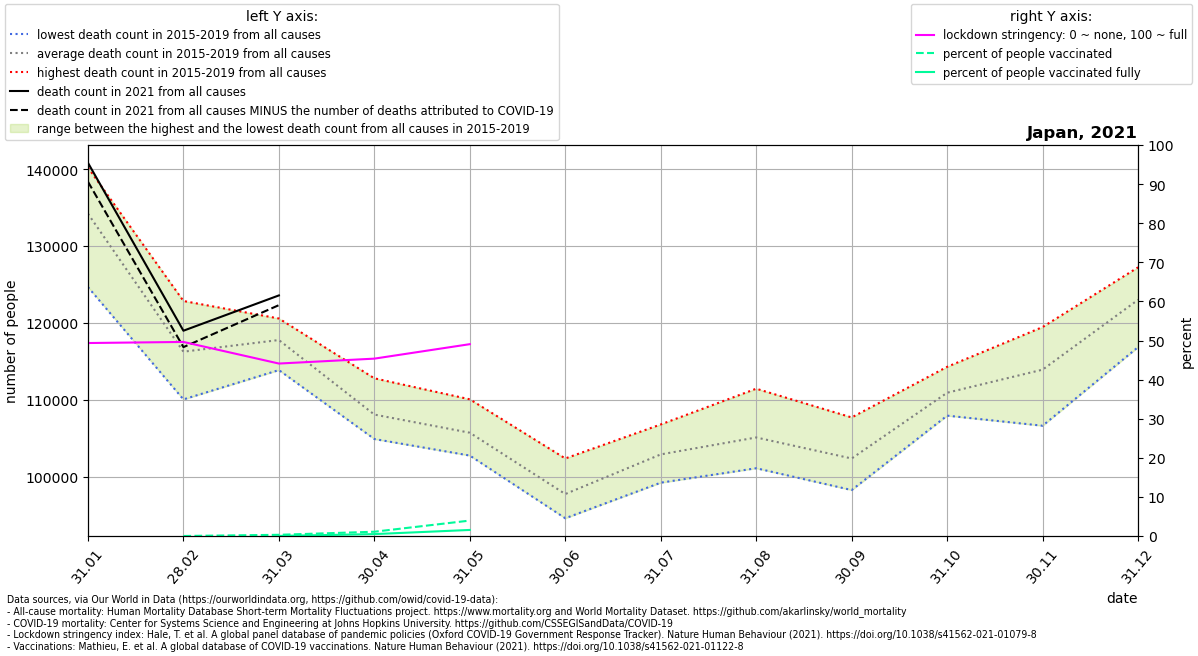 left Y axis:
lowest death count in 2015-2019 from all causes
average death count in 2015-2019 from all causes
highest death count in 2015-2019 from all causes
death count in 2021 from all causes
death count in 2021 from all causes MINUS the number of deaths attributed to COVID-19
range between the highest and the lowest death count from all causes in 2015-2019
right Y axis:
lockdown stringency: 0 ~ none, 100 ~ full
percent of people vaccinated
percent of people vaccinated fully
Japan, 2021
140000
130000
120000
110000
100000
number of people
100
90
80
70
60
50
40
30
20
10
0
percent
31.01
28.02
31.03
30.04
31.05
30.06
31.07
31.08
30.09
31.10
30.11
31.12
date
Data sources, via Our World in Data (https://ourworldindata.org, https://github.com/owid/covid-19-data):
- All-cause mortality: Human Mortality Database Short-term Mortality Fluctuations project. https://www.mortality.org and World Mortality Dataset. https://github.com/akarlinsky/world_mortality
- COVID-19 mortality: Center for Systems Science and Engineering at Johns Hopkins University. https://github.com/CSSEGISandData/COVID-19
- Lockdown stringency index: Hale, T. et al. A global panel database of pandemic policies (Oxford COVID-19 Government Response Tracker). Nature Human Behaviour (2021). https://doi.org/10.1038/s41562-021-01079-8
- Vaccinations: Mathieu, E. et al. A global database of COVID-19 vaccinations. Nature Human Behaviour (2021). https://doi.org/10.1038/s41562-021-01122-8